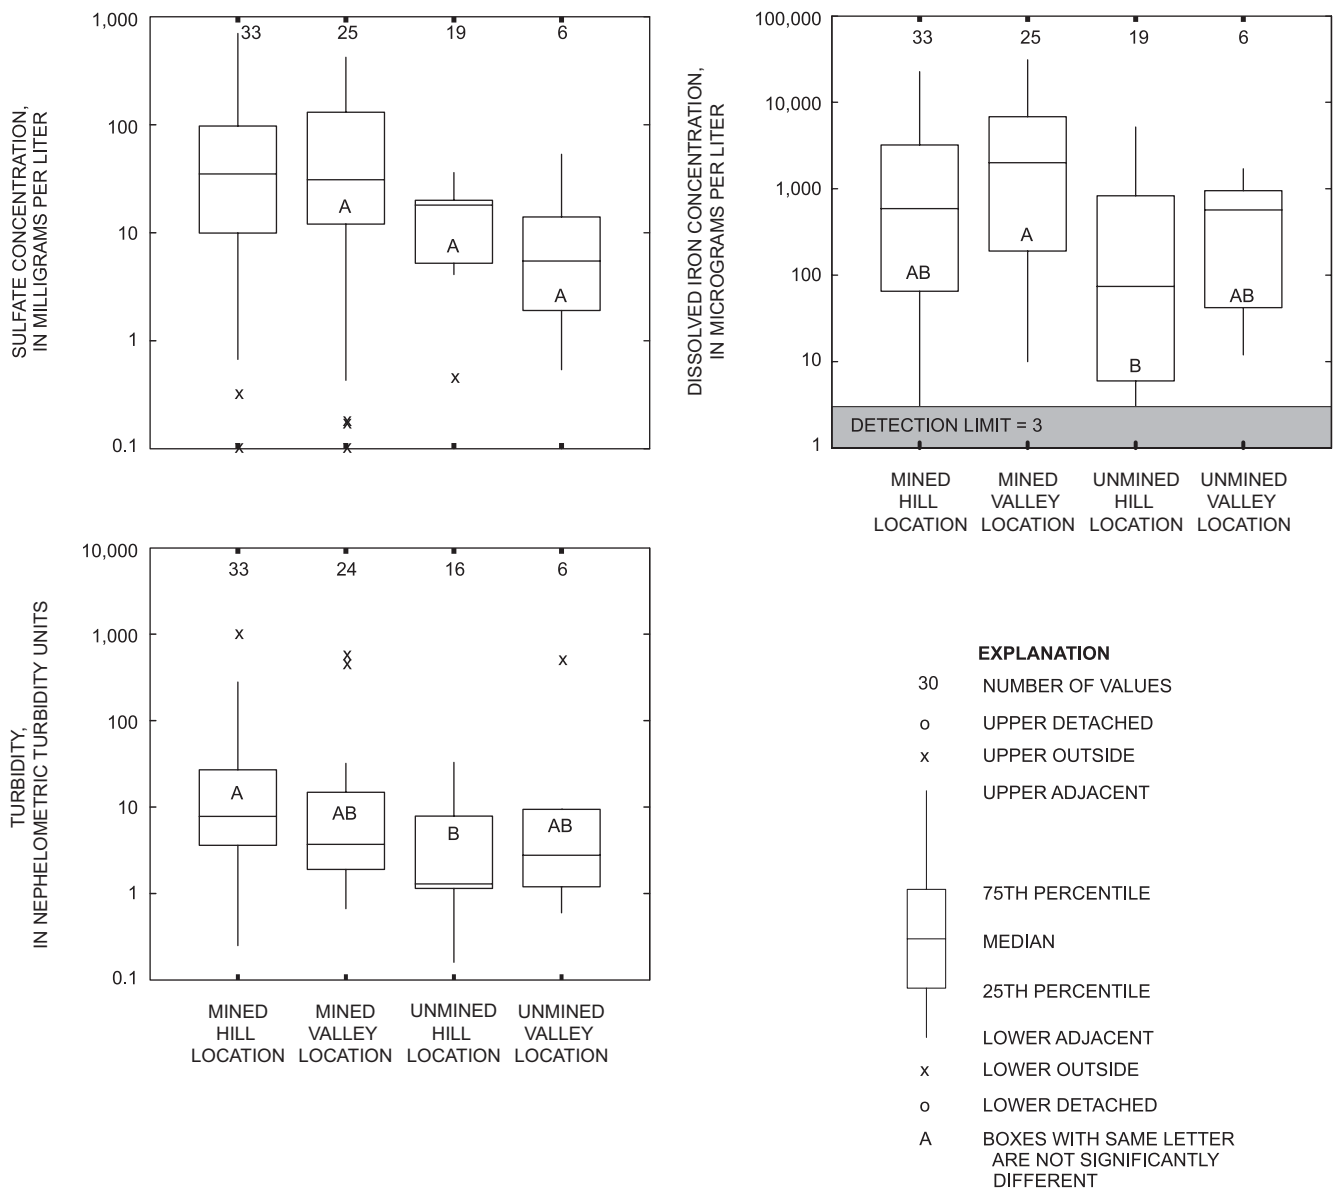 SULFATE CONCENTRATION,
IN MILLIGRAMS PER LITER
1,000
100
10
1
0.1
33 25 19 6
A
A
A
x
x
x
x
x
x
DISSOLVED IRON CONCENTRATION,
IN MICROGRAMS PER LITER
100,000
10,000
1,000
100
10
1
33 25 19 6
AB
A
B
AB
DETECTION LIMIT = 3
MINED
HILL
LOCATION
MINED
VALLEY
LOCATION
UNMINED
HILL
LOCATION
UNMINED
VALLEY
LOCATION
TURBIDITY,
IN NEPHELOMETRIC TURBIDITY UNITS
10,000
1,000
100
10
1
0.1
33 24 16 6
x
x
x
x
A
AB
B
AB
MINED
HILL
LOCATION
MINED
VALLEY
LOCATION
UNMINED
HILL
LOCATION
UNMINED
VALLEY
LOCATION
EXPLANATION
30 NUMBER OF VALUES
o UPPER DETACHED
x UPPER OUTSIDE
UPPER ADJACENT
75TH PERCENTILE
MEDIAN
25TH PERCENTILE
LOWER ADJACENT
x LOWER OUTSIDE
o LOWER DETACHED
A BOXES WITH SAME LETTER
ARE NOT SIGNIFICANTLY
DIFFERENT